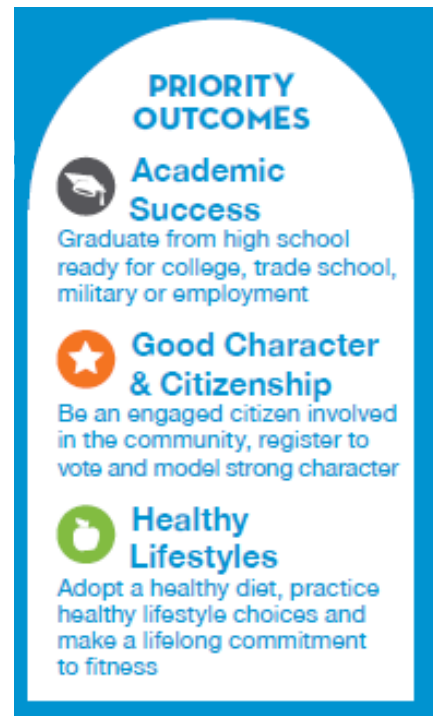 PRIORITY
OUTCOMES
Academic
Success
Graduate from high school
ready for college, trade school,
military or employment
Good Character
& Citizenship
Be an engaged citizen involved
in the community, register to
vote and model strong character
Healthy
Lifestyles
Adopt a healthy diet, practice
healthy lifestyle choices and
make a lifelong commitment
to fitness